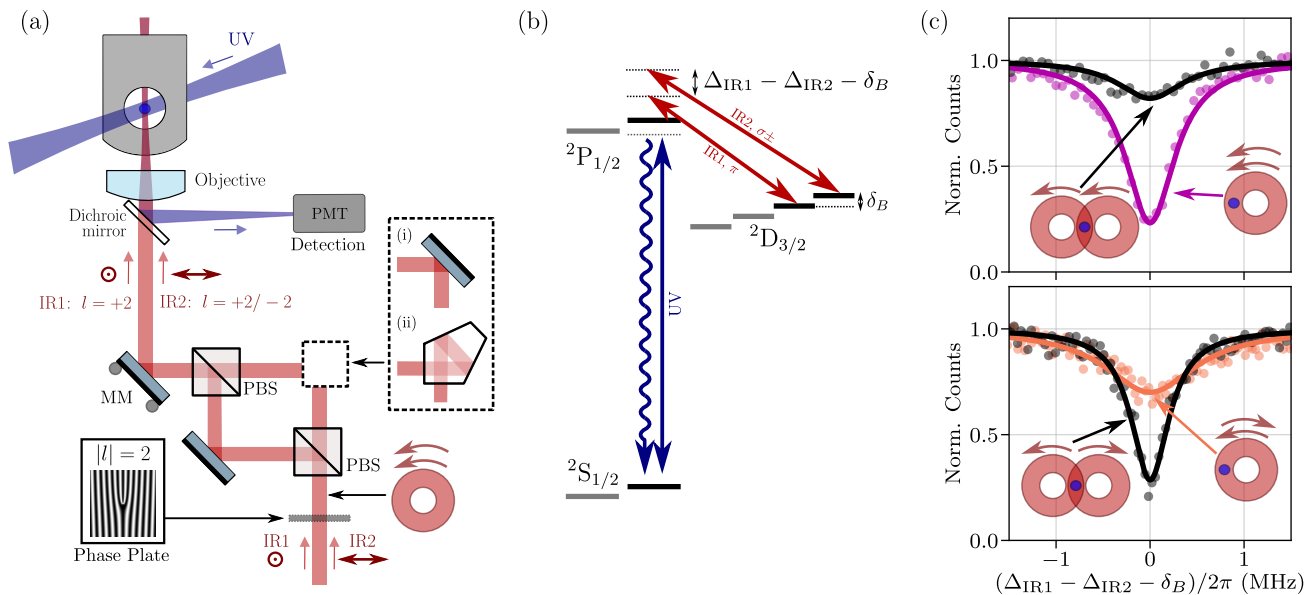 (a)
UV
Objective
Dichroic
mirror
PMT
Detection
IR1: l = +2
IR2: l = +2/ − 2
(i)
(ii)
MM
PBS
PBS
|l| = 2
Phase Plate
IR1
IR2
(b)
Δ_IR1 − Δ_IR2 − δ_B
IR2, σ±
IR1, π
²P_1/2
δ_B
²D_3/2
UV
²S_1/2
(c)
Norm. Counts
1.0
0.5
0.0
Norm. Counts
1.0
0.5
0.0
−1
0
1
(Δ_IR1 − Δ_IR2 − δ_B)/2π (MHz)